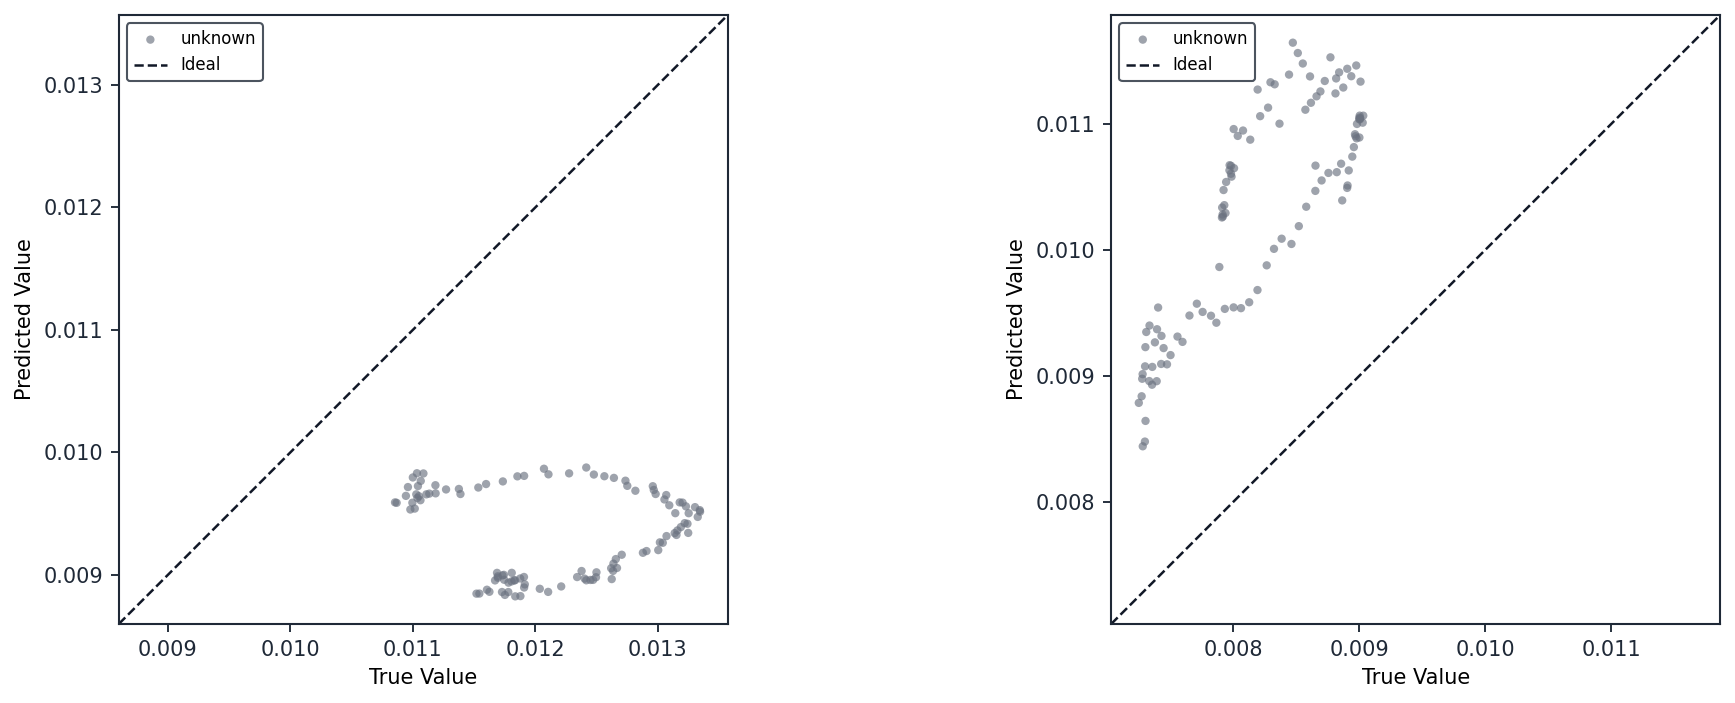 unknown
Ideal
0.013
0.012
0.011
0.010
0.009
Predicted Value
0.009 0.010 0.011 0.012 0.013
True Value
unknown
Ideal
0.011
0.010
0.009
0.008
Predicted Value
0.008 0.009 0.010 0.011
True Value